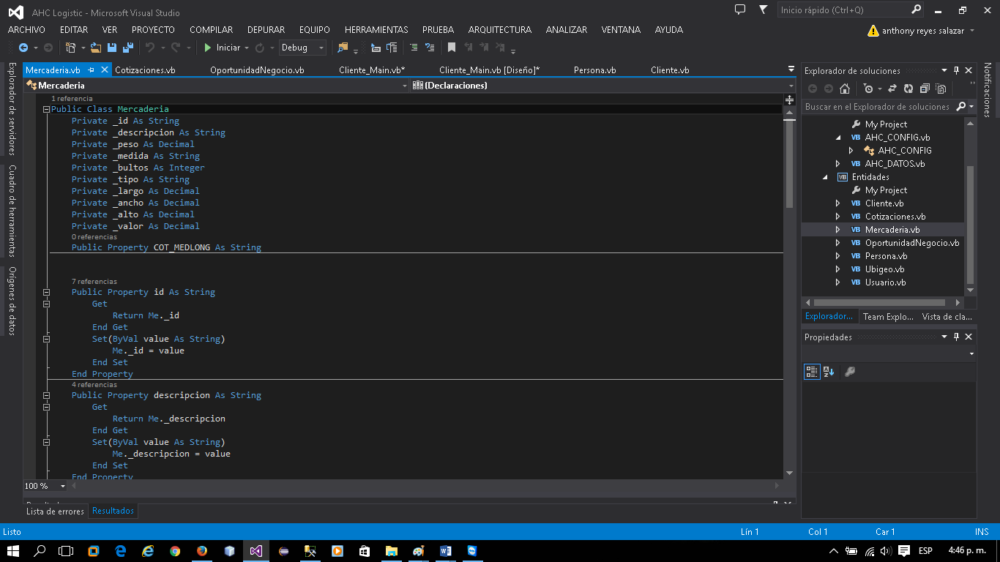 AHC Logistic - Microsoft Visual Studio
Inicio rápido (Ctrl+Q)
ARCHIVO EDITAR VER PROYECTO COMPILAR DEPURAR EQUIPO HERRAMIENTAS PRUEBA ARQUITECTURA ANALIZAR VENTANA AYUDA
anthony reyes salazar
Iniciar Debug
Mercaderia.vb Cotizaciones.vb OportunidadNegocio.vb Cliente_Main.vb* Cliente_Main.vb [Diseño]* Persona.vb Cliente.vb
Mercaderia (Declaraciones)
Explorador de servidores
Cuadro de herramientas
Orígenes de datos
1 referencia
Public Class Mercaderia
Private _id As String
Private _descripcion As String
Private _peso As Decimal
Private _medida As String
Private _bultos As Integer
Private _tipo As String
Private _largo As Decimal
Private _ancho As Decimal
Private _alto As Decimal
Private _valor As Decimal
0 referencias
Public Property COT_MEDLONG As String
7 referencias
Public Property id As String
Get
Return Me._id
End Get
Set(ByVal value As String)
Me._id = value
End Set
End Property
4 referencias
Public Property descripcion As String
Get
Return Me._descripcion
End Get
Set(ByVal value As String)
Me._descripcion = value
End Set
End Property
100 %
Lista de errores Resultados
Explorador de soluciones
Buscar en el Explorador de soluciones
My Project
VB AHC_CONFIG.vb
AHC_CONFIG
VB AHC_DATOS.vb
VB Entidades
My Project
VB Cliente.vb
VB Cotizaciones.vb
VB Mercaderia.vb
VB OportunidadNegocio.vb
VB Persona.vb
VB Ubigeo.vb
VB Usuario.vb
Explorador... Team Explo... Vista de cla...
Propiedades
Notificaciones
Listo Lín 1 Col 1 Car 1 INS
ESP 4:46 p. m.